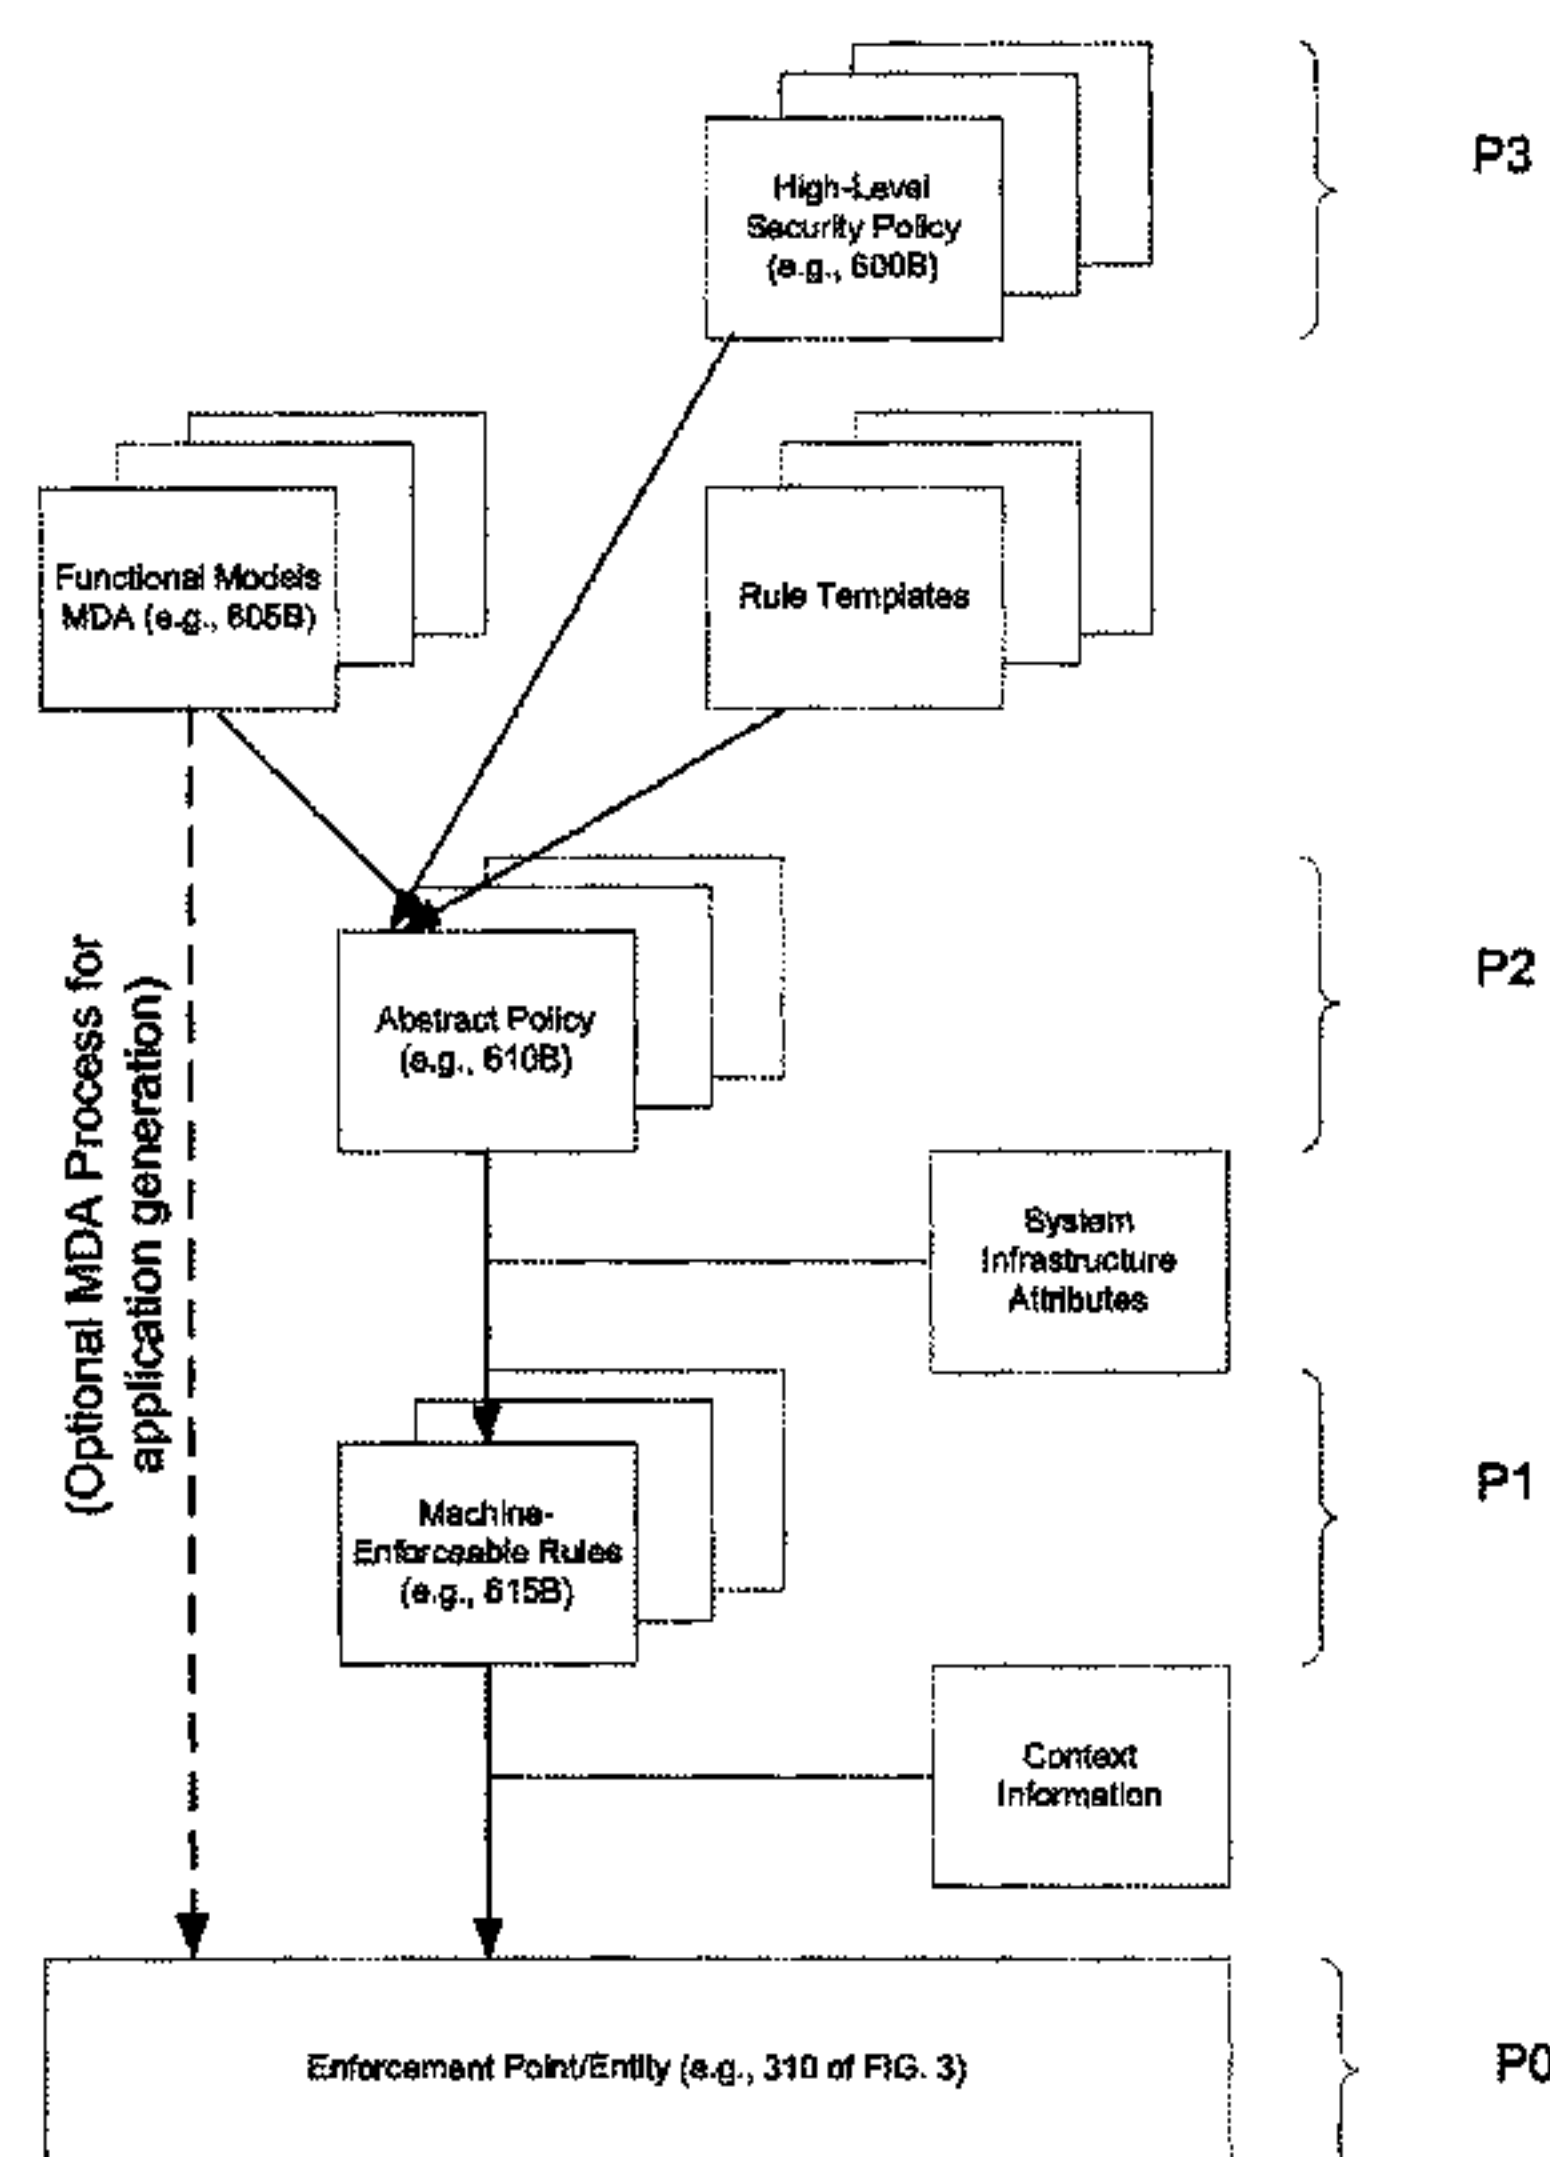 P3
High-Level
Security Policy
(e.g., 600B)
Functional Models
MDA (e.g., 605B)
Rule Templates
P2
Abstract Policy
(e.g., 610B)
(Optional MDA Process for
application generation)
System
Infrastructure
Attributes
P1
Machine-
Enforceable Rules
(e.g., 615B)
Context
Information
Enforcement Point/Entity (e.g., 310 of FIG. 3)
P0